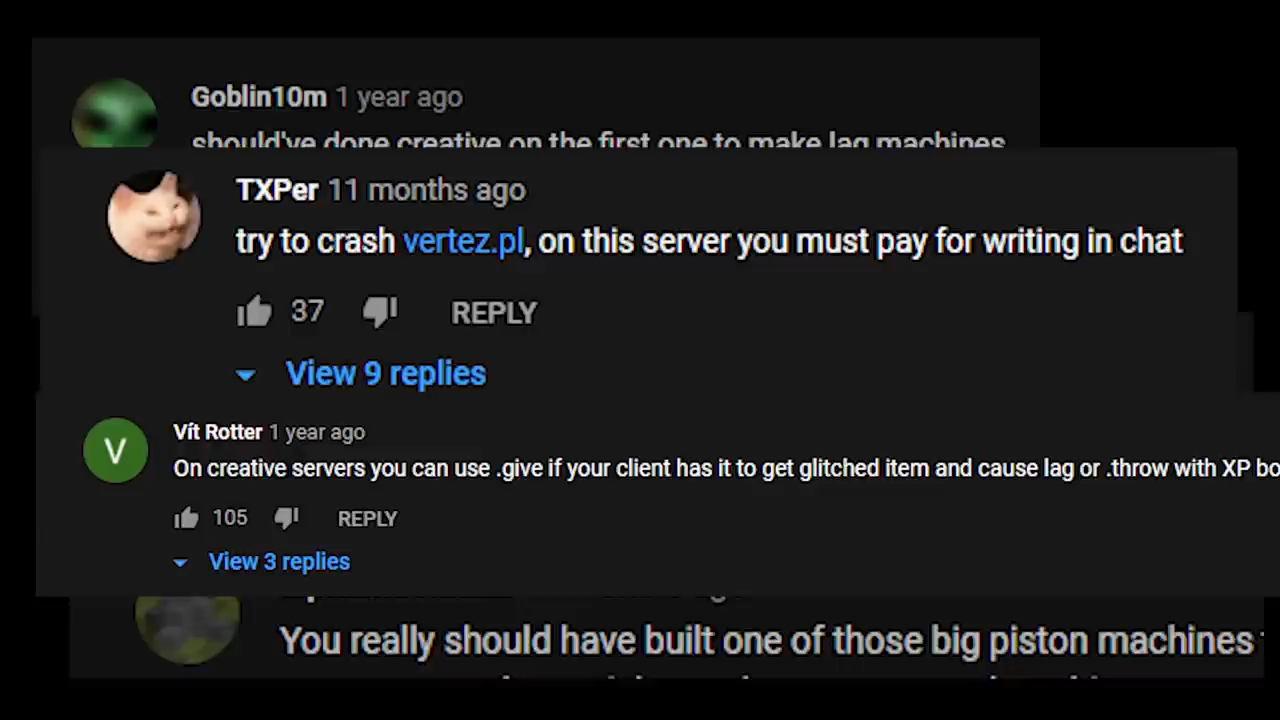 Goblin10m 1 year ago
should've done creative on the first one to make lag machines
TXPer 11 months ago
try to crash vertez.pl, on this server you must pay for writing in chat
37 REPLY
View 9 replies
V
Vít Rotter 1 year ago
On creative servers you can use .give if your client has it to get glitched item and cause lag or .throw with XP bo
105 REPLY
View 3 replies
You really should have built one of those big piston machines